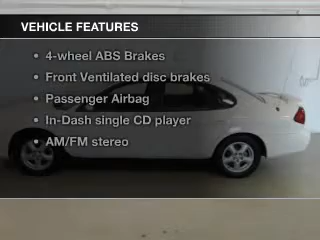 VEHICLE FEATURES
• 4-wheel ABS Brakes
• Front Ventilated disc brakes
• Passenger Airbag
• In-Dash single CD player
• AM/FM stereo